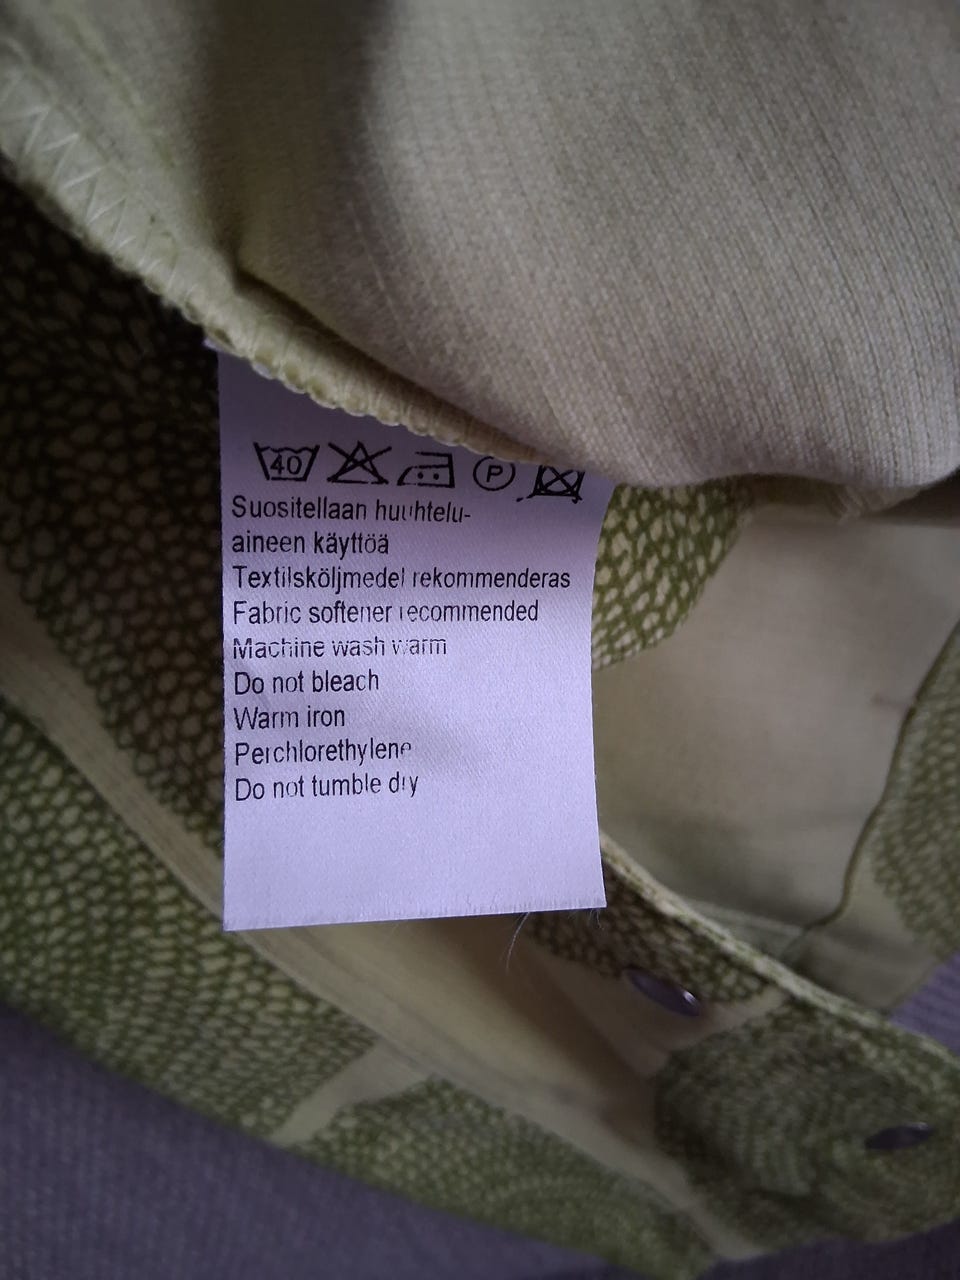 40 P
Suositellaan huuhtelu-
aineen käyttöä
Textilsköljmedel rekommenderas
Fabric softener recommended
Machine wash warm
Do not bleach
Warm iron
Perchlorethylene
Do not tumble dry